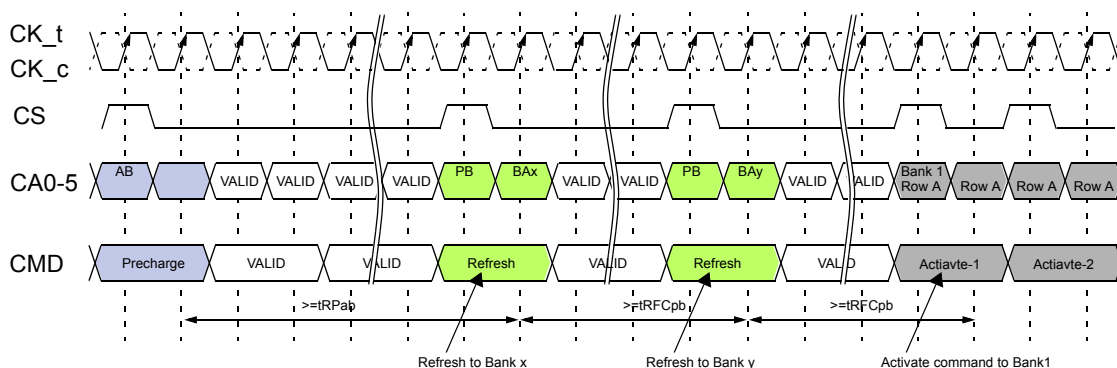 CK_t
CK_c
CS
CA0-5
AB VALID VALID VALID VALID PB BAx VALID VALID PB BAy VALID VALID Bank 1 Row A Row A Row A Row A
CMD
Precharge VALID VALID Refresh VALID Refresh VALID Actiavte-1 Actiavte-2
>=tRPab >=tRFCpb >=tRFCpb
Refresh to Bank x Refresh to Bank y Activate command to Bank1